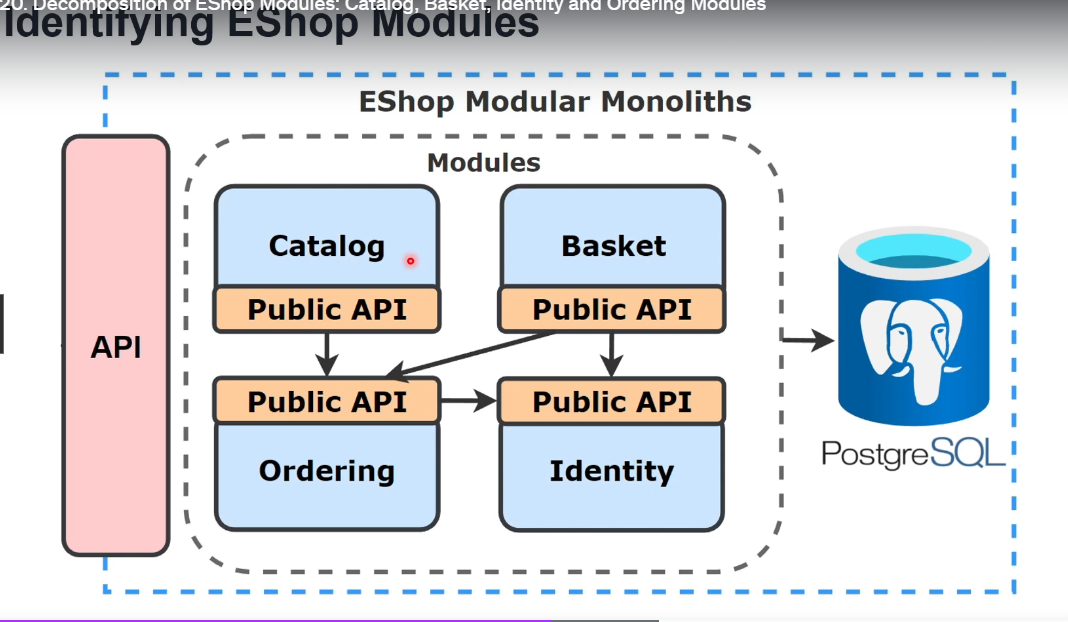 20. Decomposition of EShop Modules: Catalog, Basket, Identity and Ordering Modules
Identifying EShop Modules
EShop Modular Monoliths
Modules
API
Catalog
Public API
Basket
Public API
Public API
Ordering
Public API
Identity
PostgreSQL